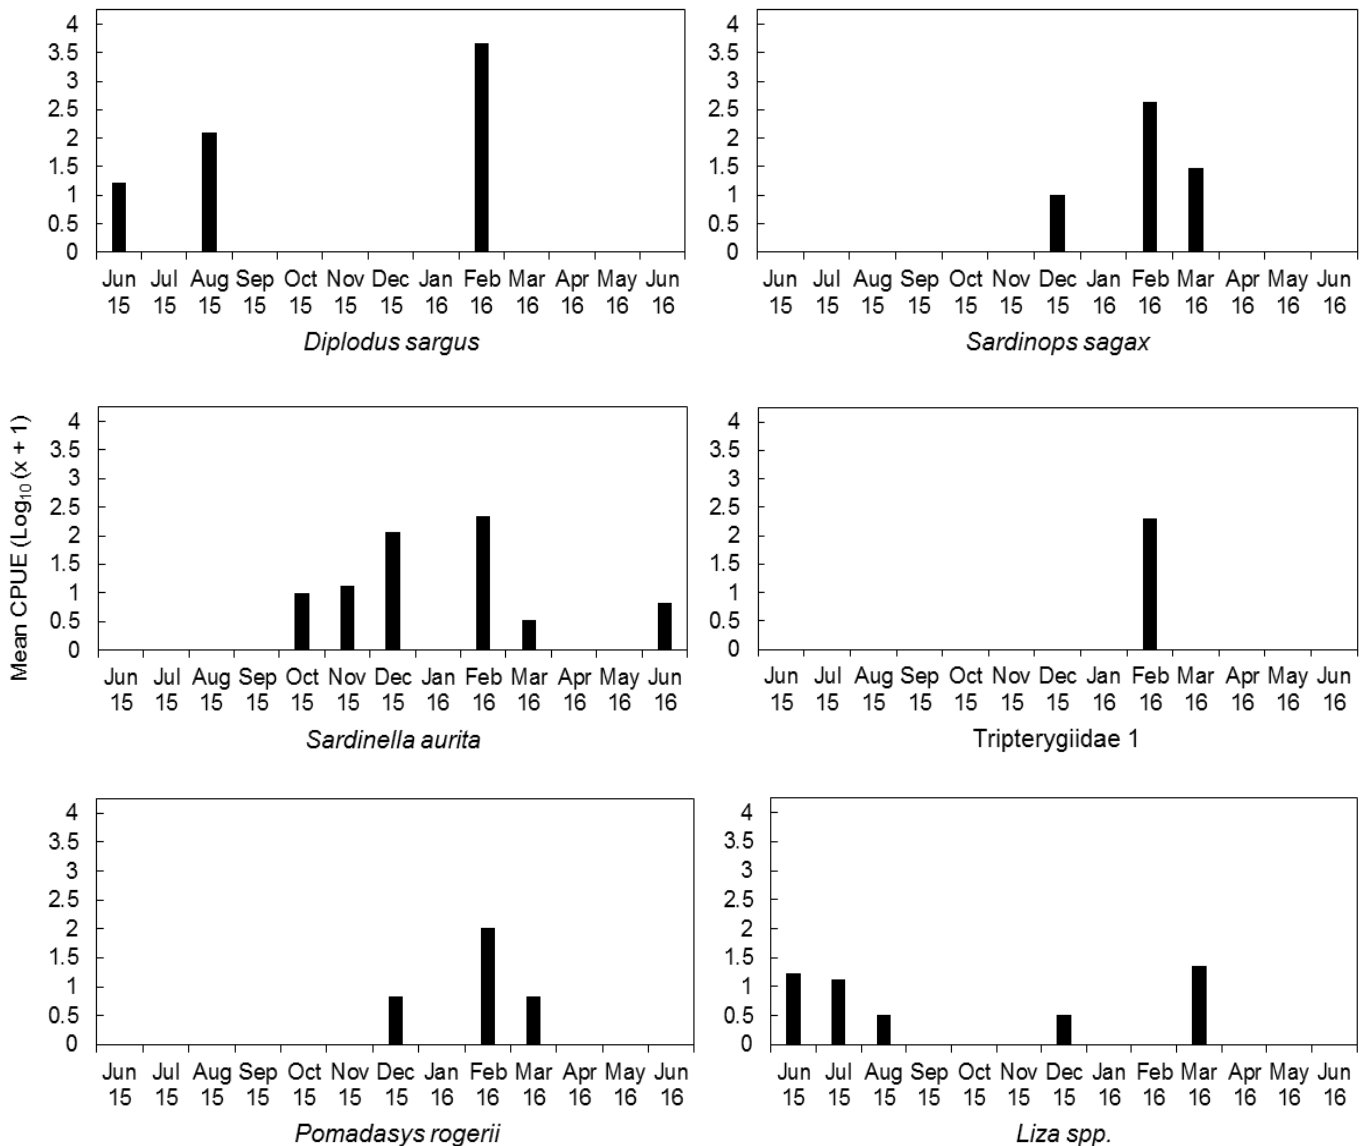 4
3.5
3
2.5
2
1.5
1
0.5
0
Jun Jul Aug Sep Oct Nov Dec Jan Feb Mar Apr May Jun
15 15 15 15 15 15 15 16 16 16 16 16 16
Diplodus sargus
4
3.5
3
2.5
2
1.5
1
0.5
0
Jun Jul Aug Sep Oct Nov Dec Jan Feb Mar Apr May Jun
15 15 15 15 15 15 15 16 16 16 16 16 16
Sardinops sagax
Mean CPUE (Log₁₀ (x + 1)
4
3.5
3
2.5
2
1.5
1
0.5
0
Jun Jul Aug Sep Oct Nov Dec Jan Feb Mar Apr May Jun
15 15 15 15 15 15 15 16 16 16 16 16 16
Sardinella aurita
4
3.5
3
2.5
2
1.5
1
0.5
0
Jun Jul Aug Sep Oct Nov Dec Jan Feb Mar Apr May Jun
15 15 15 15 15 15 15 16 16 16 16 16 16
Tripterygiidae 1
4
3.5
3
2.5
2
1.5
1
0.5
0
Jun Jul Aug Sep Oct Nov Dec Jan Feb Mar Apr May Jun
15 15 15 15 15 15 15 16 16 16 16 16 16
Pomadasys rogerii
4
3.5
3
2.5
2
1.5
1
0.5
0
Jun Jul Aug Sep Oct Nov Dec Jan Feb Mar Apr May Jun
15 15 15 15 15 15 15 16 16 16 16 16 16
Liza spp.